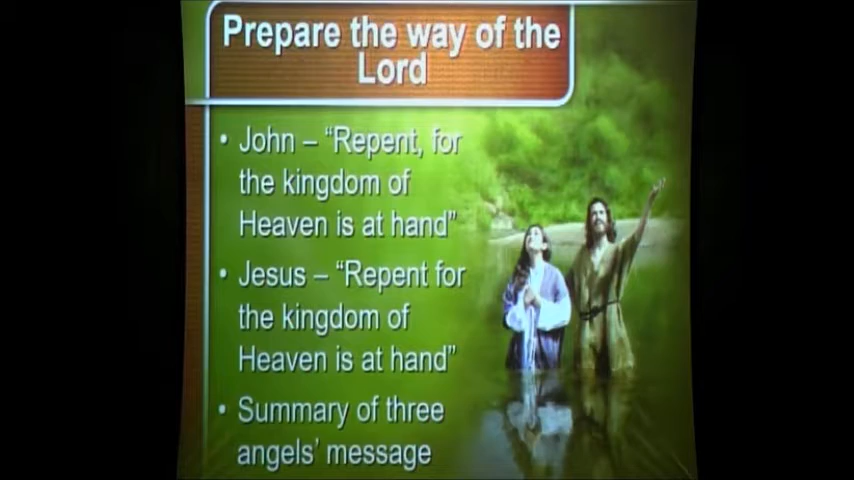 Prepare the way of the
Lord
• John – “Repent, for
the kingdom of
Heaven is at hand”
• Jesus – “Repent for
the kingdom of
Heaven is at hand”
• Summary of three
angels’ message